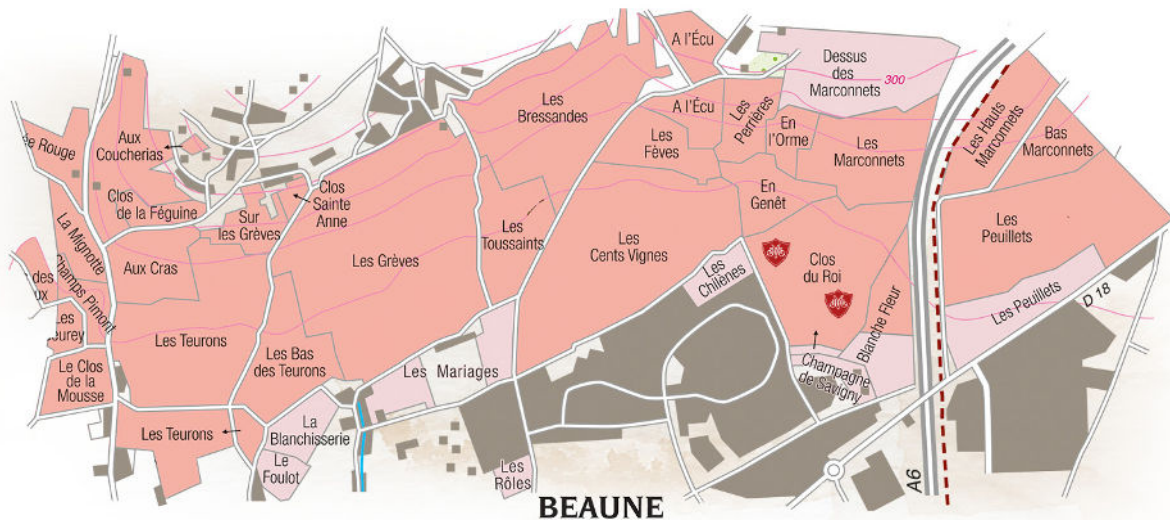 A l'Écu
Dessus
des
Marconnets
300
Les Hauts
Marconnets
Bas
Marconnets
Les
Bressandes
A l'Écu
Les
Perrières
En
l'Orme
Les
Marconnets
Les
Fèves
Aux
Coucherias
Rouge
Clos
de la Féguine
Sur
les Grèves
Clos
Sainte
Anne
En
Genêt
La Mignotte
Champs Pimont
Aux Cras
Les Grèves
Les
Toussaints
Les
Cents Vignes
Les
Chilènes
Clos
du Roi
Les
Peuillets
Les Peuillets
D 18
des
Les
Les Teurons
Les Bas
des Teurons
Blanche Fleur
Champagne
de Savigny
Le Clos
de la
Mousse
Les Mariages
Les Teurons
La
Blanchisserie
Le
Foulot
Les
Rôles
A6
BEAUNE